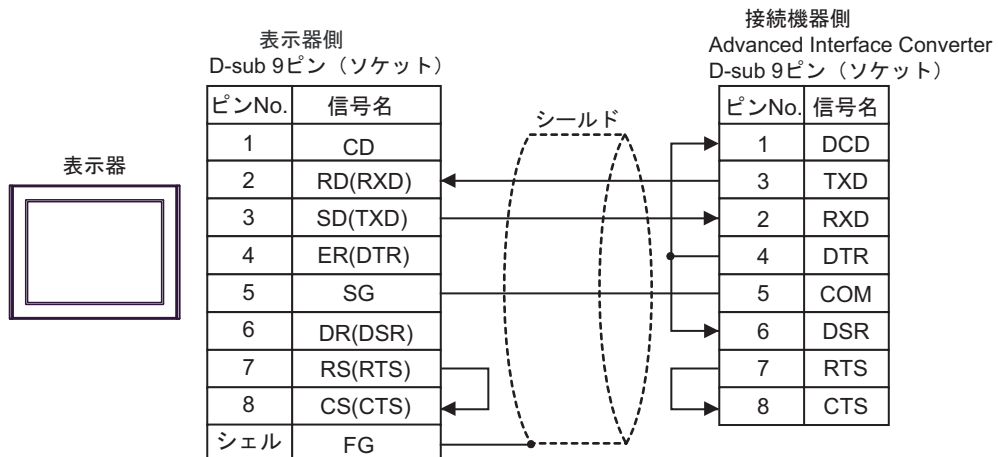 表示器
表示器側
D-sub 9ピン（ソケット）
ピンNo. 信号名
1 CD
2 RD(RXD)
3 SD(TXD)
4 ER(DTR)
5 SG
6 DR(DSR)
7 RS(RTS)
8 CS(CTS)
シェル FG
シールド
接続機器側
Advanced Interface Converter
D-sub 9ピン（ソケット）
ピンNo. 信号名
1 DCD
3 TXD
2 RXD
4 DTR
5 COM
6 DSR
7 RTS
8 CTS